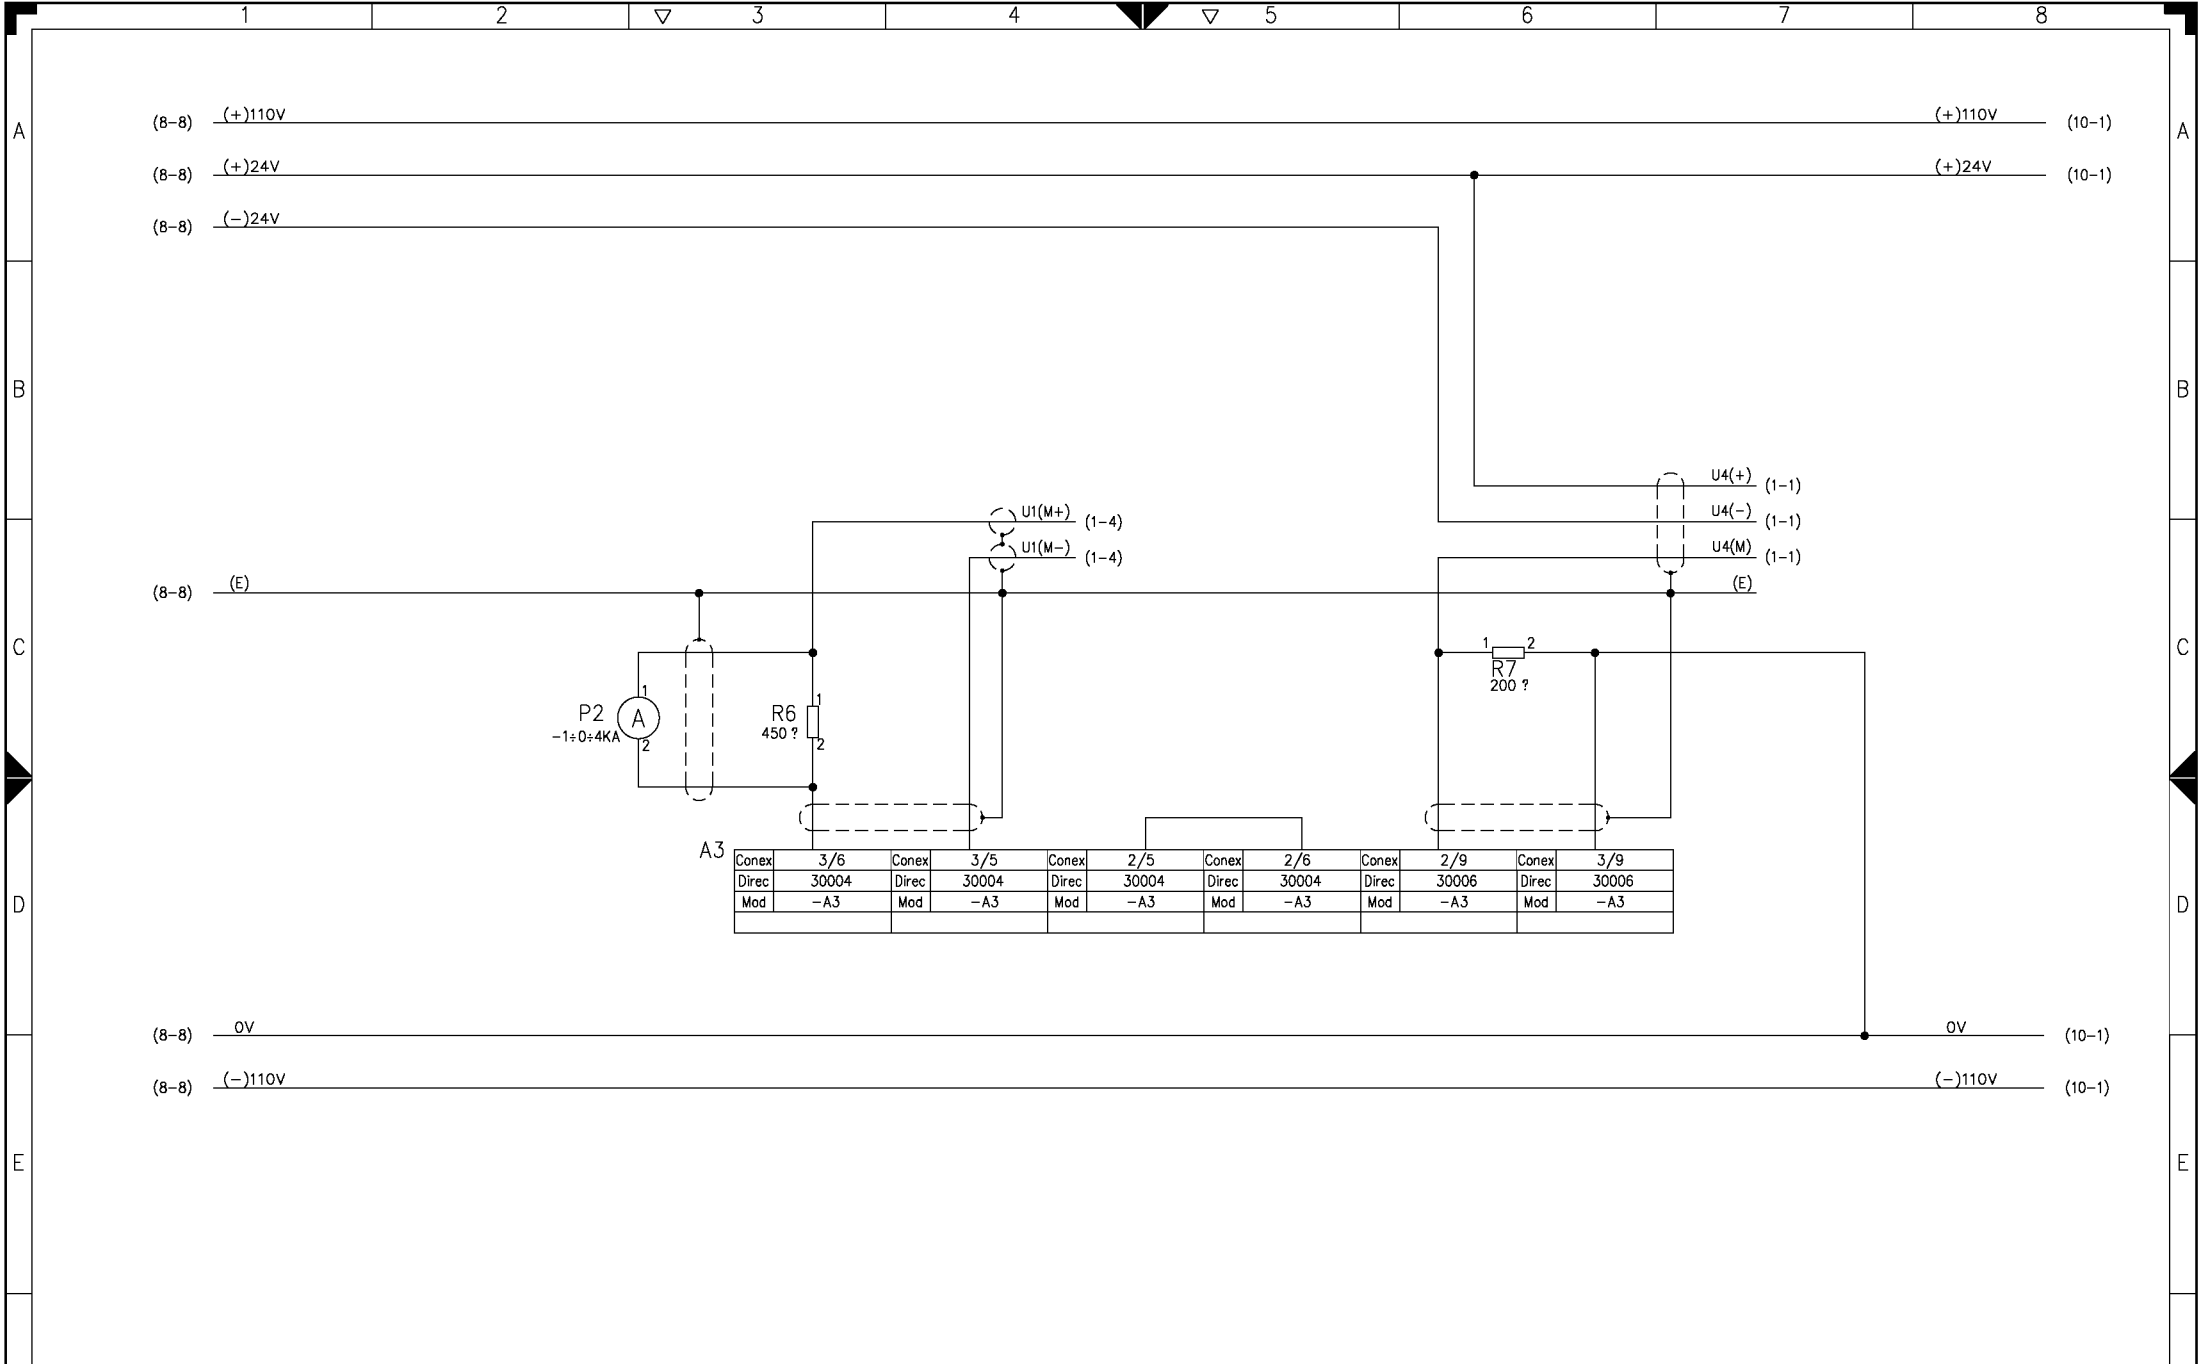 1 2 3 4 5 6 7 8
A A
(8-8) (+)110V (+)110V (10-1)
(8-8) (+)24V (+)24V (10-1)
(8-8) (-)24V
B B
U4(+) (1-1)
U1(M+) (1-4) U4(-) (1-1)
U1(M-) (1-4) U4(M) (1-1)
(8-8) (E) (E)
C C
1 2
R7
200 ?
1 1
P2 A R6
-1÷0÷4KA 450 ?
2 2
A3
Conex 3/6 Conex 3/5 Conex 2/5 Conex 2/6 Conex 2/9 Conex 3/9
Direc 30004 Direc 30004 Direc 30004 Direc 30004 Direc 30006 Direc 30006
Mod -A3 Mod -A3 Mod -A3 Mod -A3 Mod -A3 Mod -A3
D D
(8-8) 0V 0V (10-1)
(8-8) (-)110V (-)110V (10-1)
E E